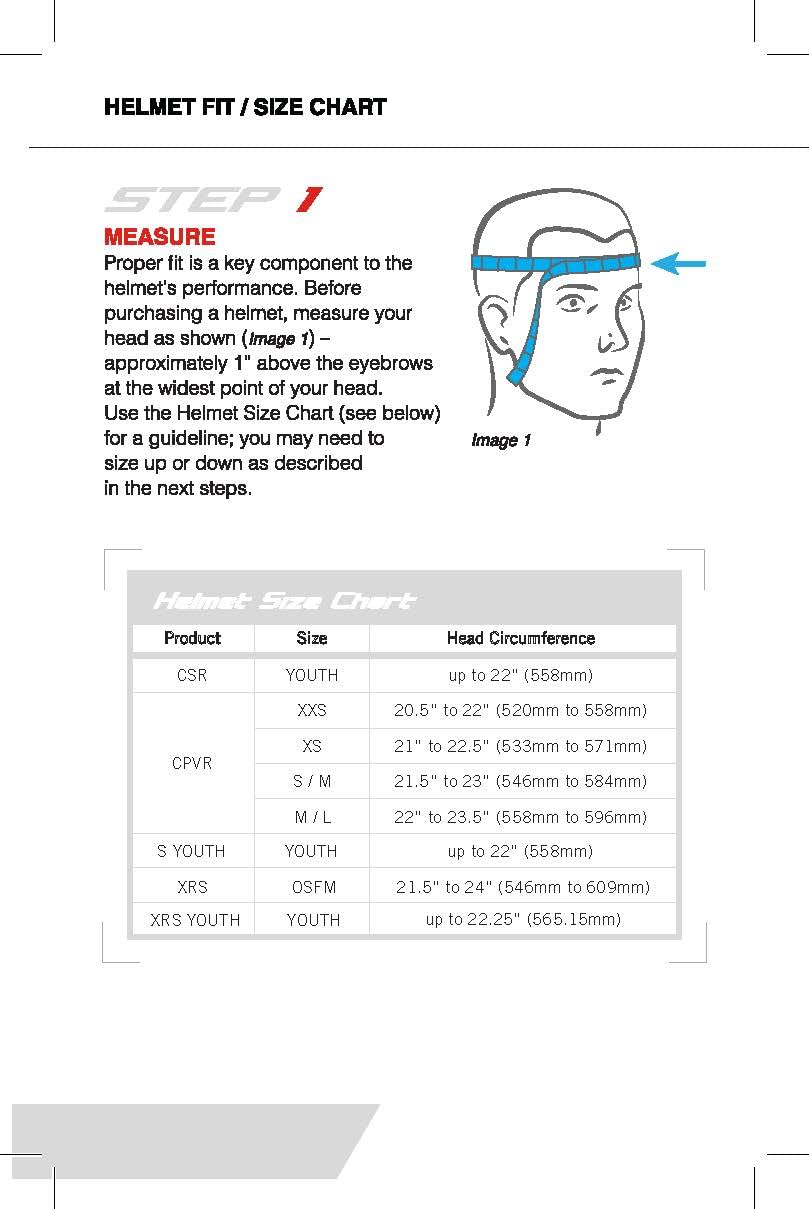 HELMET FIT / SIZE CHART
STEP 1
MEASURE
Proper fit is a key component to the
helmet's performance. Before
purchasing a helmet, measure your
head as shown (Image 1) –
approximately 1" above the eyebrows
at the widest point of your head.
Use the Helmet Size Chart (see below)
for a guideline; you may need to
size up or down as described
in the next steps.
Image 1
Helmet Size Chart
Product Size Head Circumference
CSR YOUTH up to 22" (558mm)
XXS 20.5" to 22" (520mm to 558mm)
XS 21" to 22.5" (533mm to 571mm)
CPVR
S / M 21.5" to 23" (546mm to 584mm)
M / L 22" to 23.5" (558mm to 596mm)
S YOUTH YOUTH up to 22" (558mm)
XRS OSFM 21.5" to 24" (546mm to 609mm)
XRS YOUTH YOUTH up to 22.25" (565.15mm)